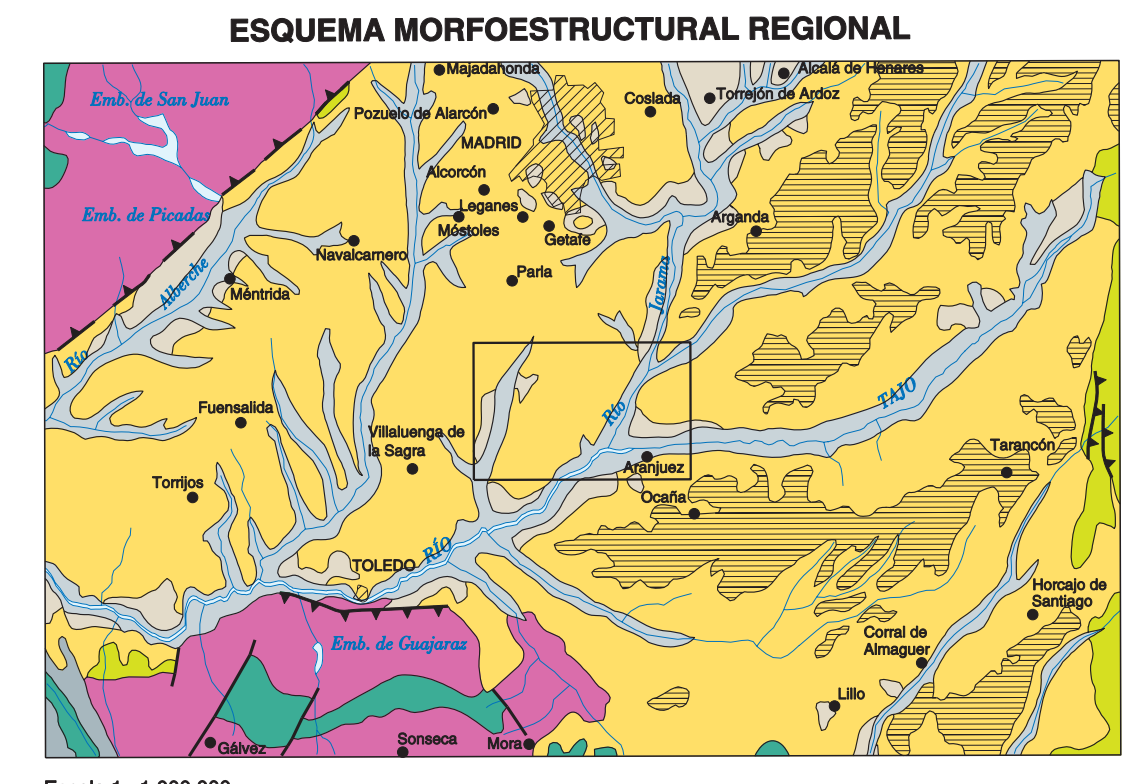 ESQUEMA MORFOESTRUCTURAL REGIONAL
Majadahonda
Alcálá de Henares
Emb. de San Juan
Coslada
Torrejón de Ardoz
Pozuelo de Alarcón
MADRID
Alcorcón
Emb. de Picadas
Leganes
Arganda
Móstoles
Getafe
Navalcarnero
Parla
Jarama
Alberche
Méntrida
Río
TAJO
Fuensalida
Río
Villaluenga de
la Sagra
Tarancón
Aranjuez
Torrijos
Ocaña
RÍO
TOLEDO
Horcajo de
Santiago
Emb. de Guajaraz
Corral de
Almaguer
Lillo
Gálvez
Sonseca
Mora